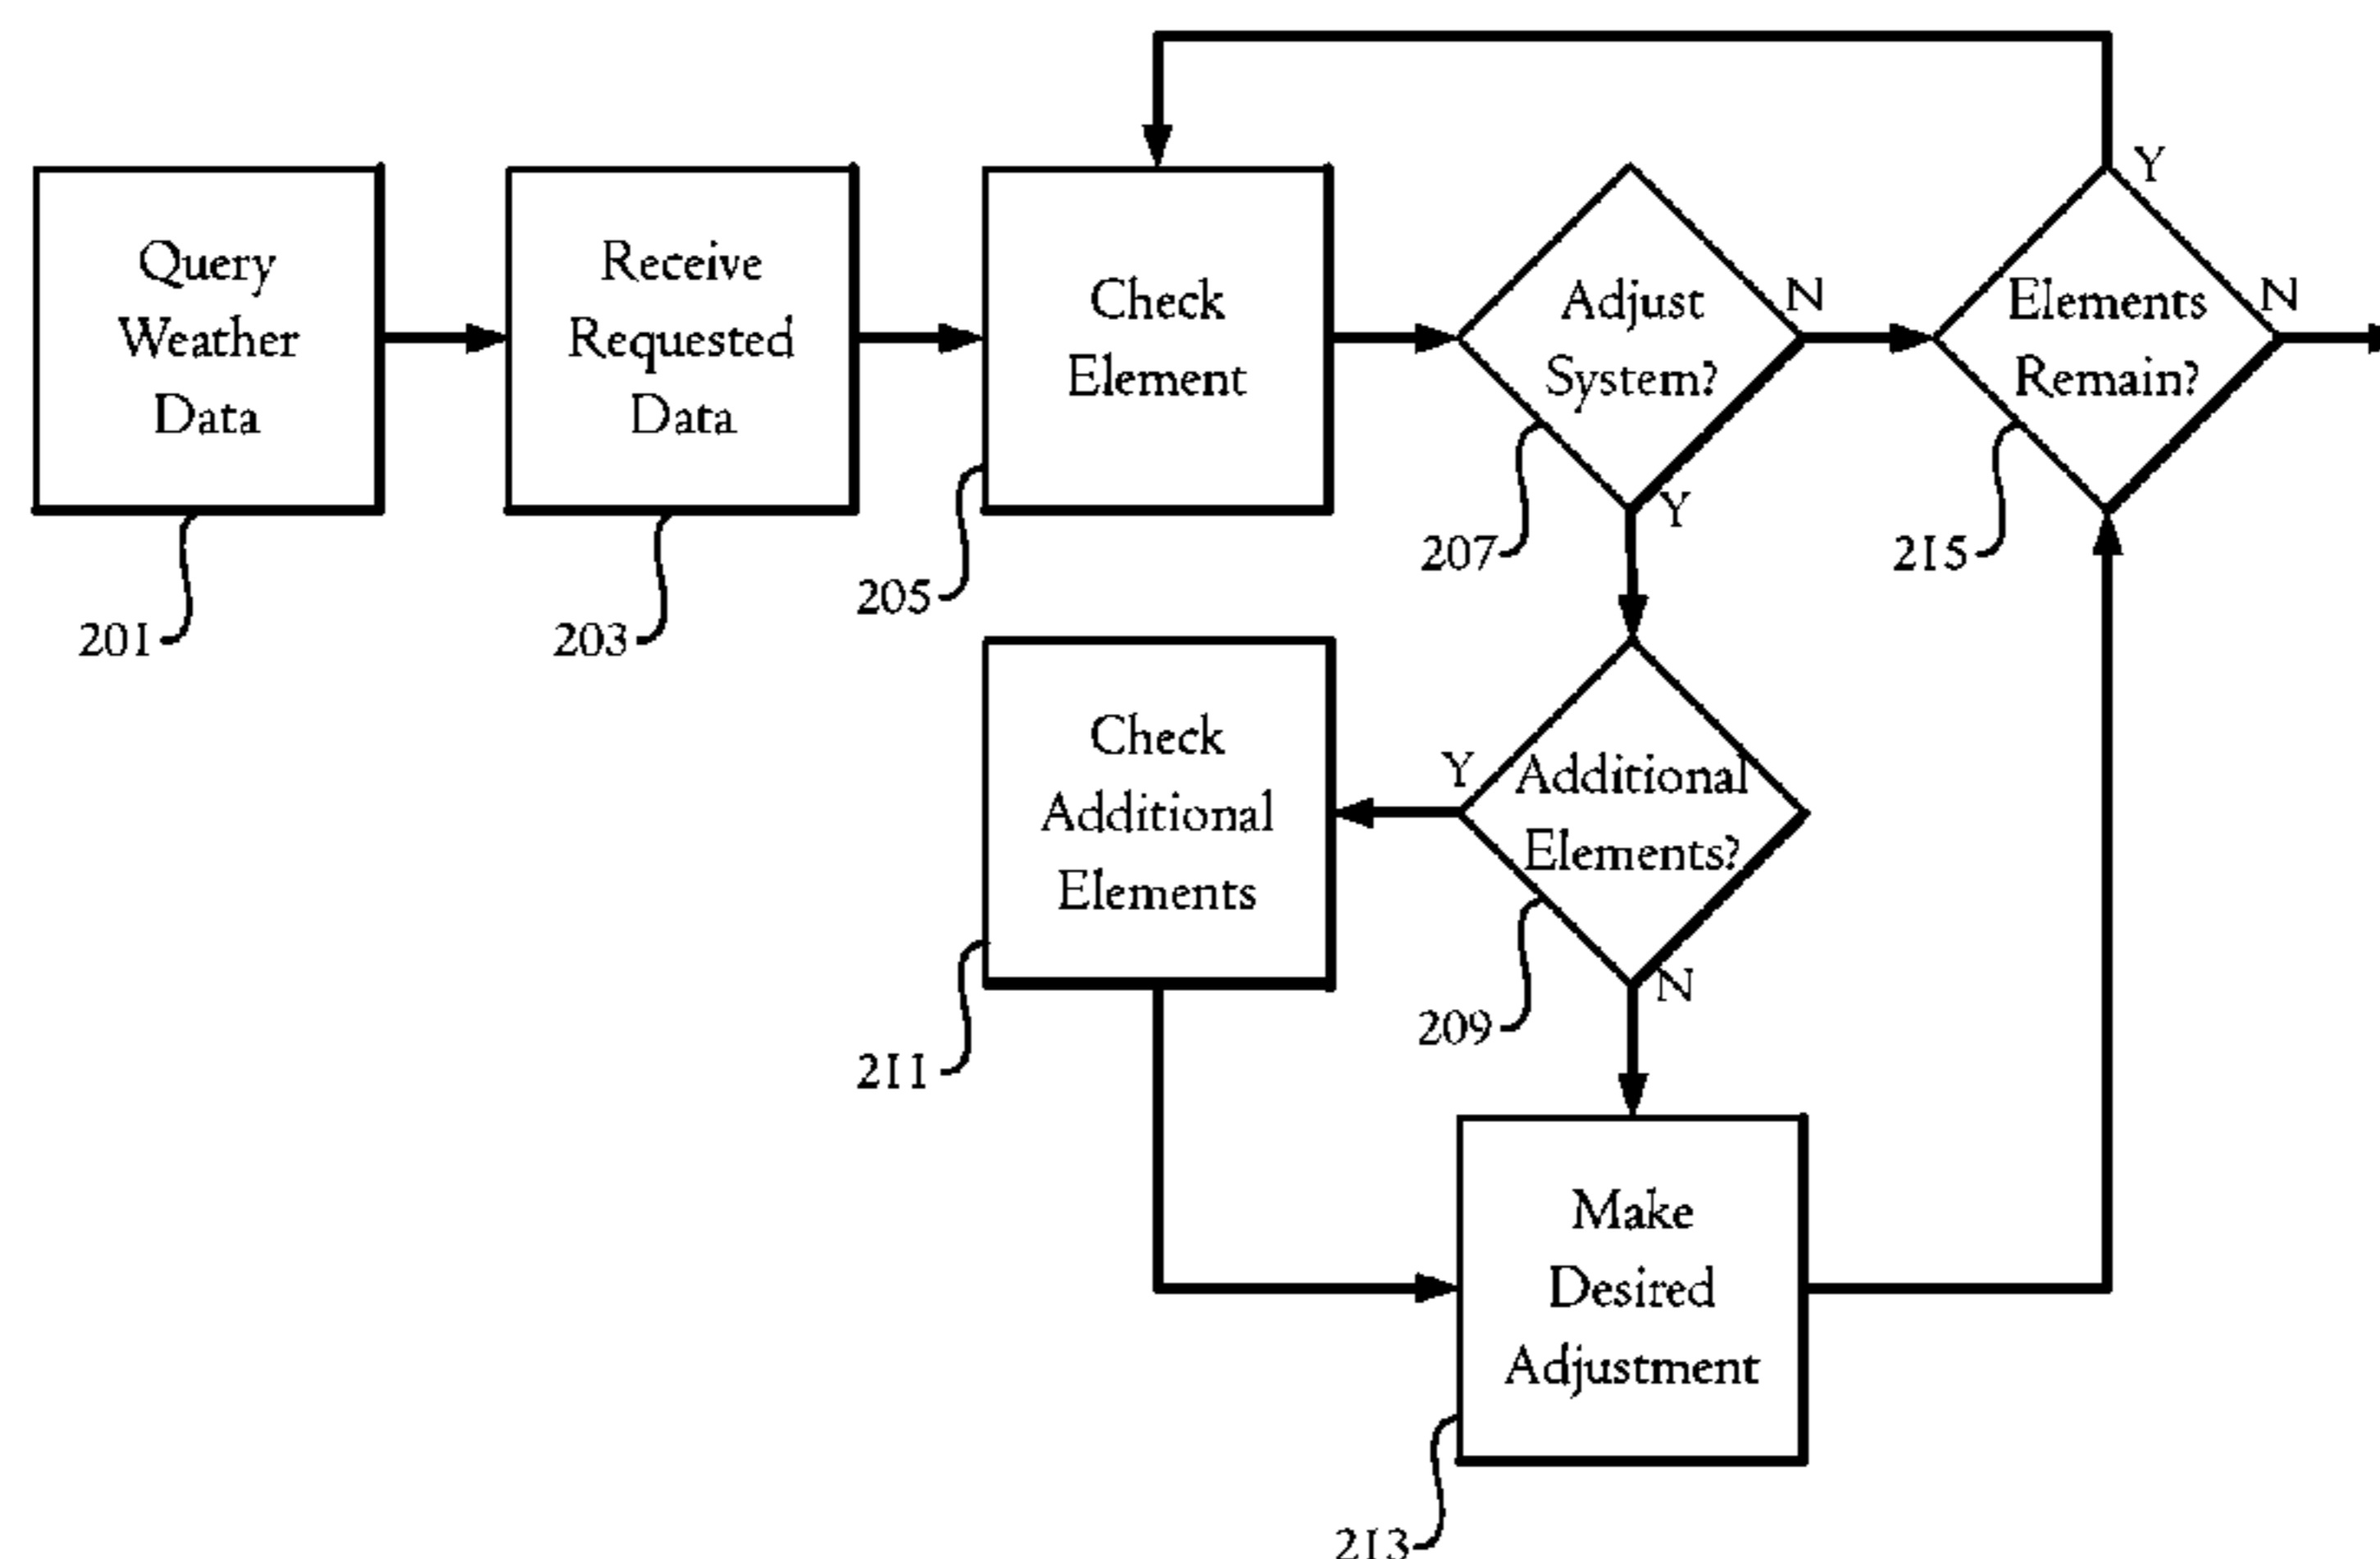 Query
Weather
Data
201
Receive
Requested
Data
203
Check
Element
205
Adjust
System?
N
Y
207
Elements
Remain?
Y
N
215
Additional
Elements?
Y
N
209
Check
Additional
Elements
211
Make
Desired
Adjustment
213